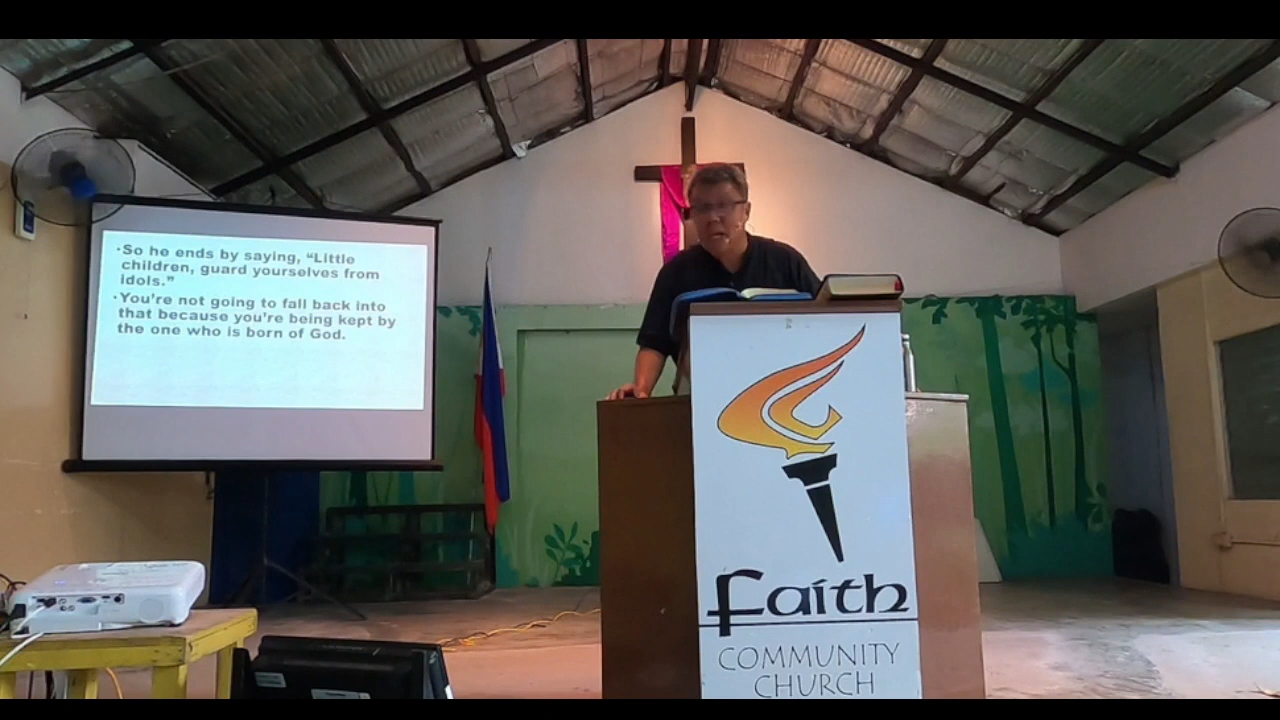 ·So he ends by saying, “Little
children, guard yourselves from
idols.”
·You’re not going to fall back into
that because you’re being kept by
the one who is born of God.
Faith
COMMUNITY
CHURCH